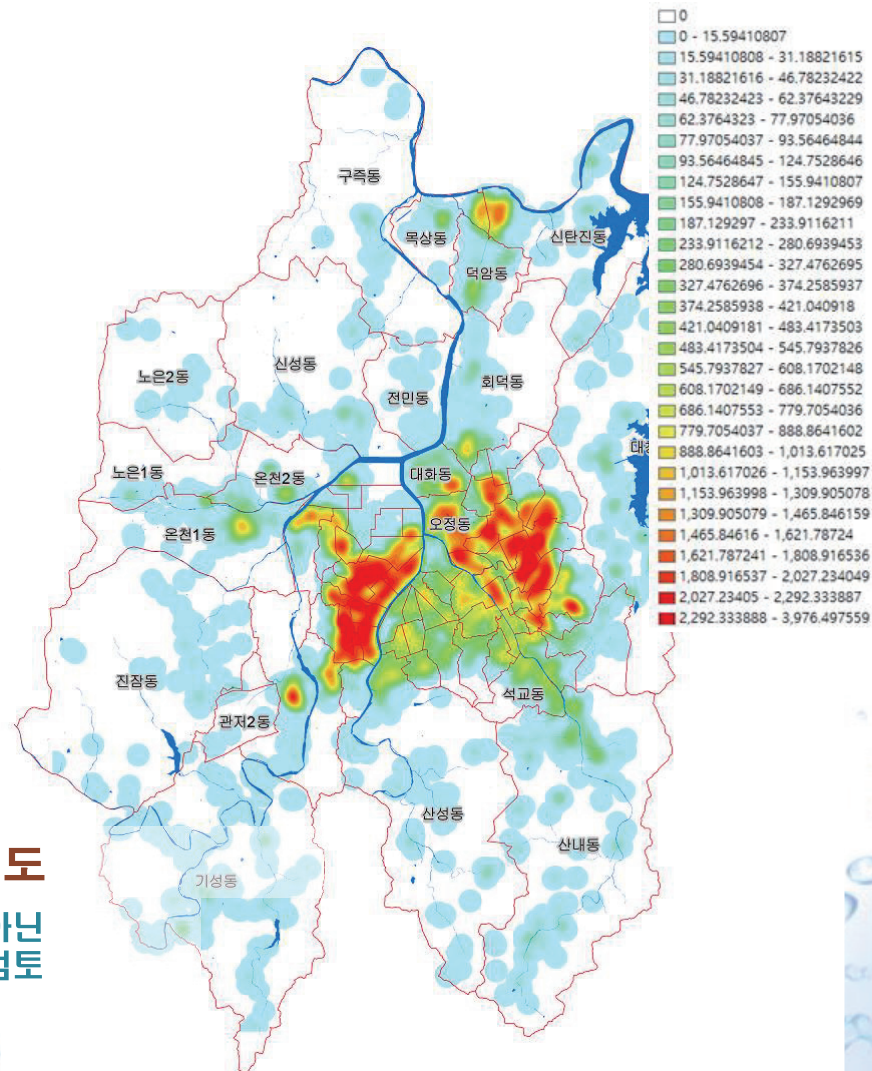 0
0 - 15.59410807
15.59410808 - 31.18821615
31.18821616 - 46.78232422
46.78232423 - 62.37643229
62.3764323 - 77.97054036
77.97054037 - 93.56464844
93.56464845 - 124.7528646
124.7528647 - 155.9410807
155.9410808 - 187.1292969
187.129297 - 233.9116211
233.9116212 - 280.6939453
280.6939454 - 327.4762695
327.4762696 - 374.2585937
374.2585938 - 421.040918
421.0409181 - 483.4173503
483.4173504 - 545.7937826
545.7937827 - 608.1702148
608.1702149 - 686.1407552
686.1407553 - 779.7054036
779.7054037 - 888.8641602
888.8641603 - 1,013.617025
1,013.617026 - 1,153.963997
1,153.963998 - 1,309.905078
1,309.905079 - 1,465.846159
1,465.84616 - 1,621.78724
1,621.787241 - 1,808.916536
1,808.916537 - 2,027.234049
2,027.23405 - 2,292.333887
2,292.333888 - 3,976.497559
구즉동
목상동
신탄진동
덕암동
신성동
노은2동
전민동
회덕동
노은1동
온천2동
대화동
온천1동
오정동
진잠동
석교동
관저2동
산성동
산내동
기성동
도
아닌
검토